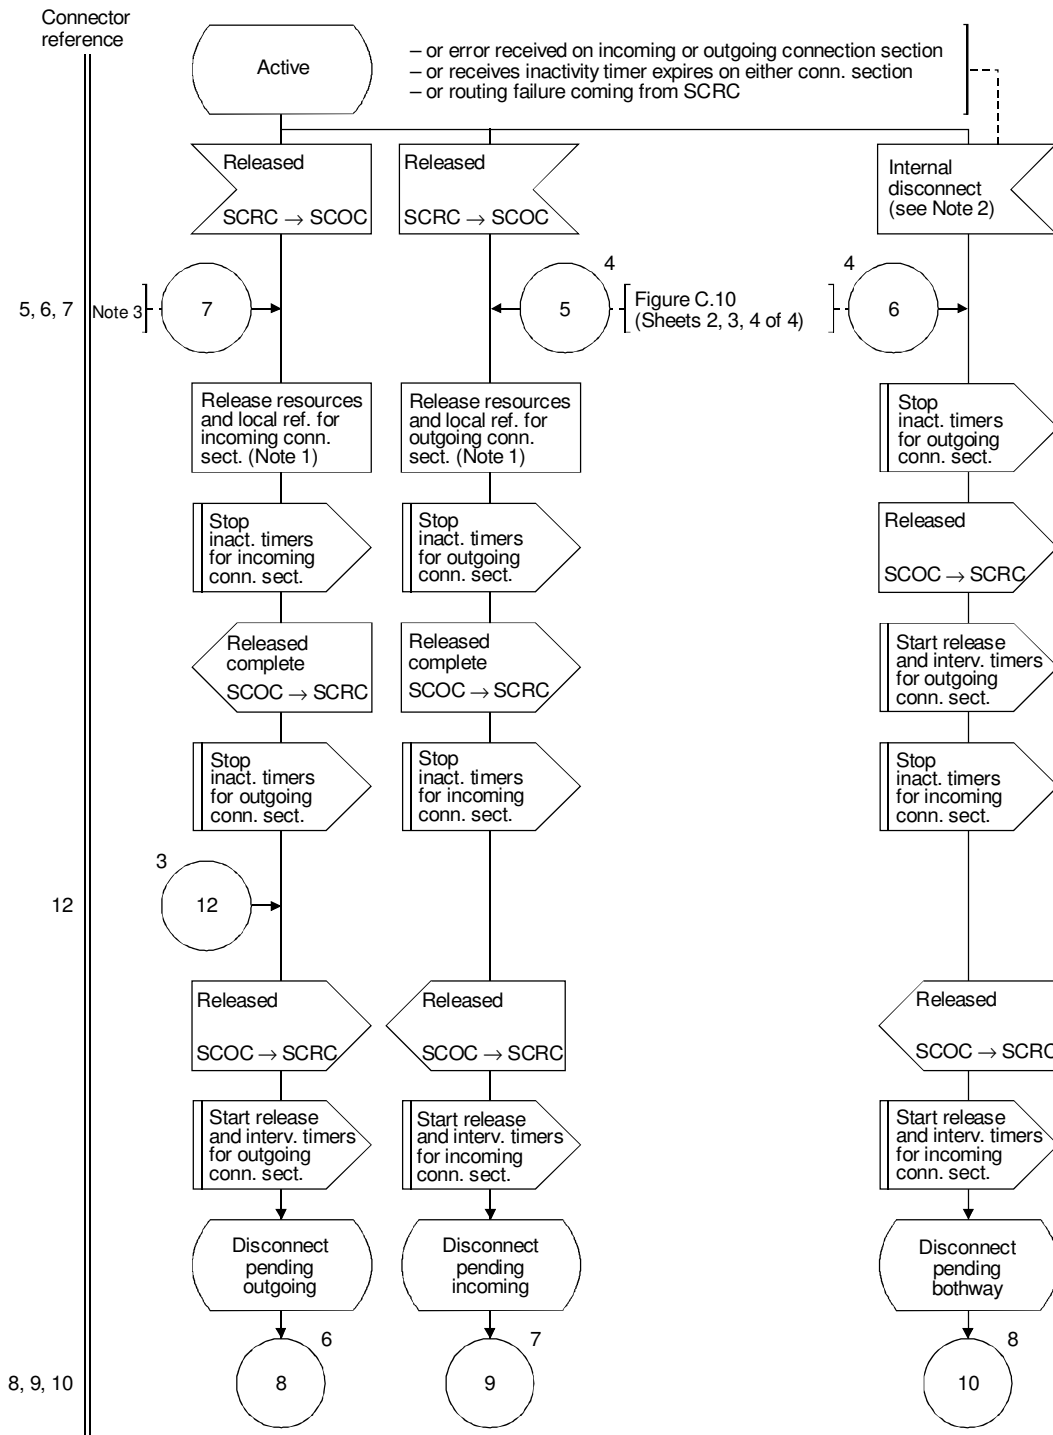 Connector
reference
Active
– or error received on incoming or outgoing connection section
– or receives inactivity timer expires on either conn. section
– or routing failure coming from SCRC
Released
SCRC → SCOC
Released
SCRC → SCOC
Internal
disconnect
(see Note 2)
5, 6, 7
Note 3
7
4
5
Figure C.10
(Sheets 2, 3, 4 of 4)
4
6
Release resources
and local ref. for
incoming conn.
sect. (Note 1)
Release resources
and local ref. for
outgoing conn.
sect. (Note 1)
Stop
inact. timers
for outgoing
conn. sect.
Stop
inact. timers
for incoming
conn. sect.
Stop
inact. timers
for outgoing
conn. sect.
Released
SCOC → SCRC
Released
complete
SCOC → SCRC
Released
complete
SCOC → SCRC
Start release
and interv. timers
for outgoing
conn. sect.
Stop
inact. timers
for outgoing
conn. sect.
Stop
inact. timers
for incoming
conn. sect.
Stop
inact. timers
for incoming
conn. sect.
3
12
12
Released
SCOC → SCRC
Released
SCOC → SCRC
Released
SCOC → SCRC
Start release
and interv. timers
for outgoing
conn. sect.
Start release
and interv. timers
for incoming
conn. sect.
Start release
and interv. timers
for incoming
conn. sect.
Disconnect
pending
outgoing
Disconnect
pending
incoming
Disconnect
pending
bothway
6
7
8
8, 9, 10
8
9
10